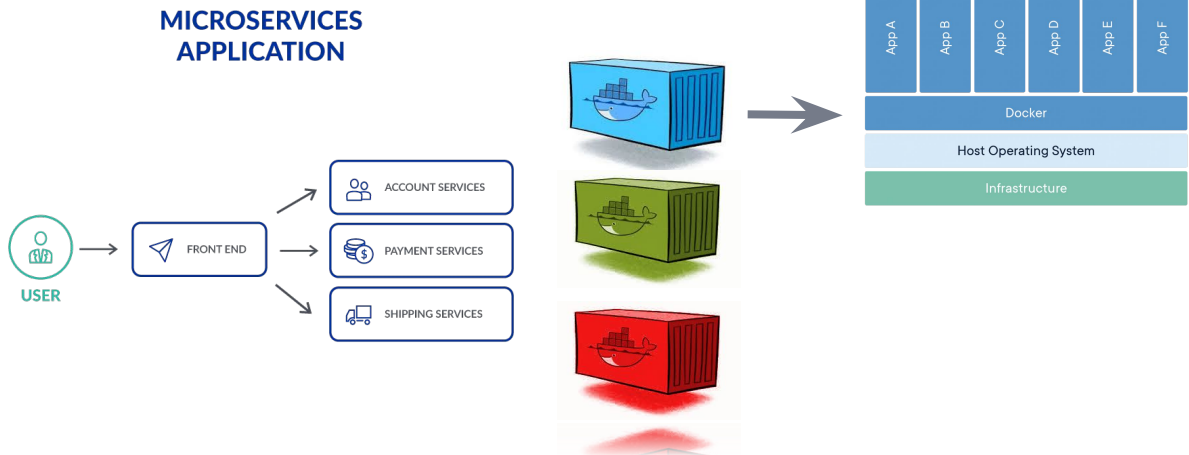 MICROSERVICES
APPLICATION
USER
FRONT END
ACCOUNT SERVICES
PAYMENT SERVICES
$
SHIPPING SERVICES
App A
App B
App C
App D
App E
App F
Docker
Host Operating System
Infrastructure